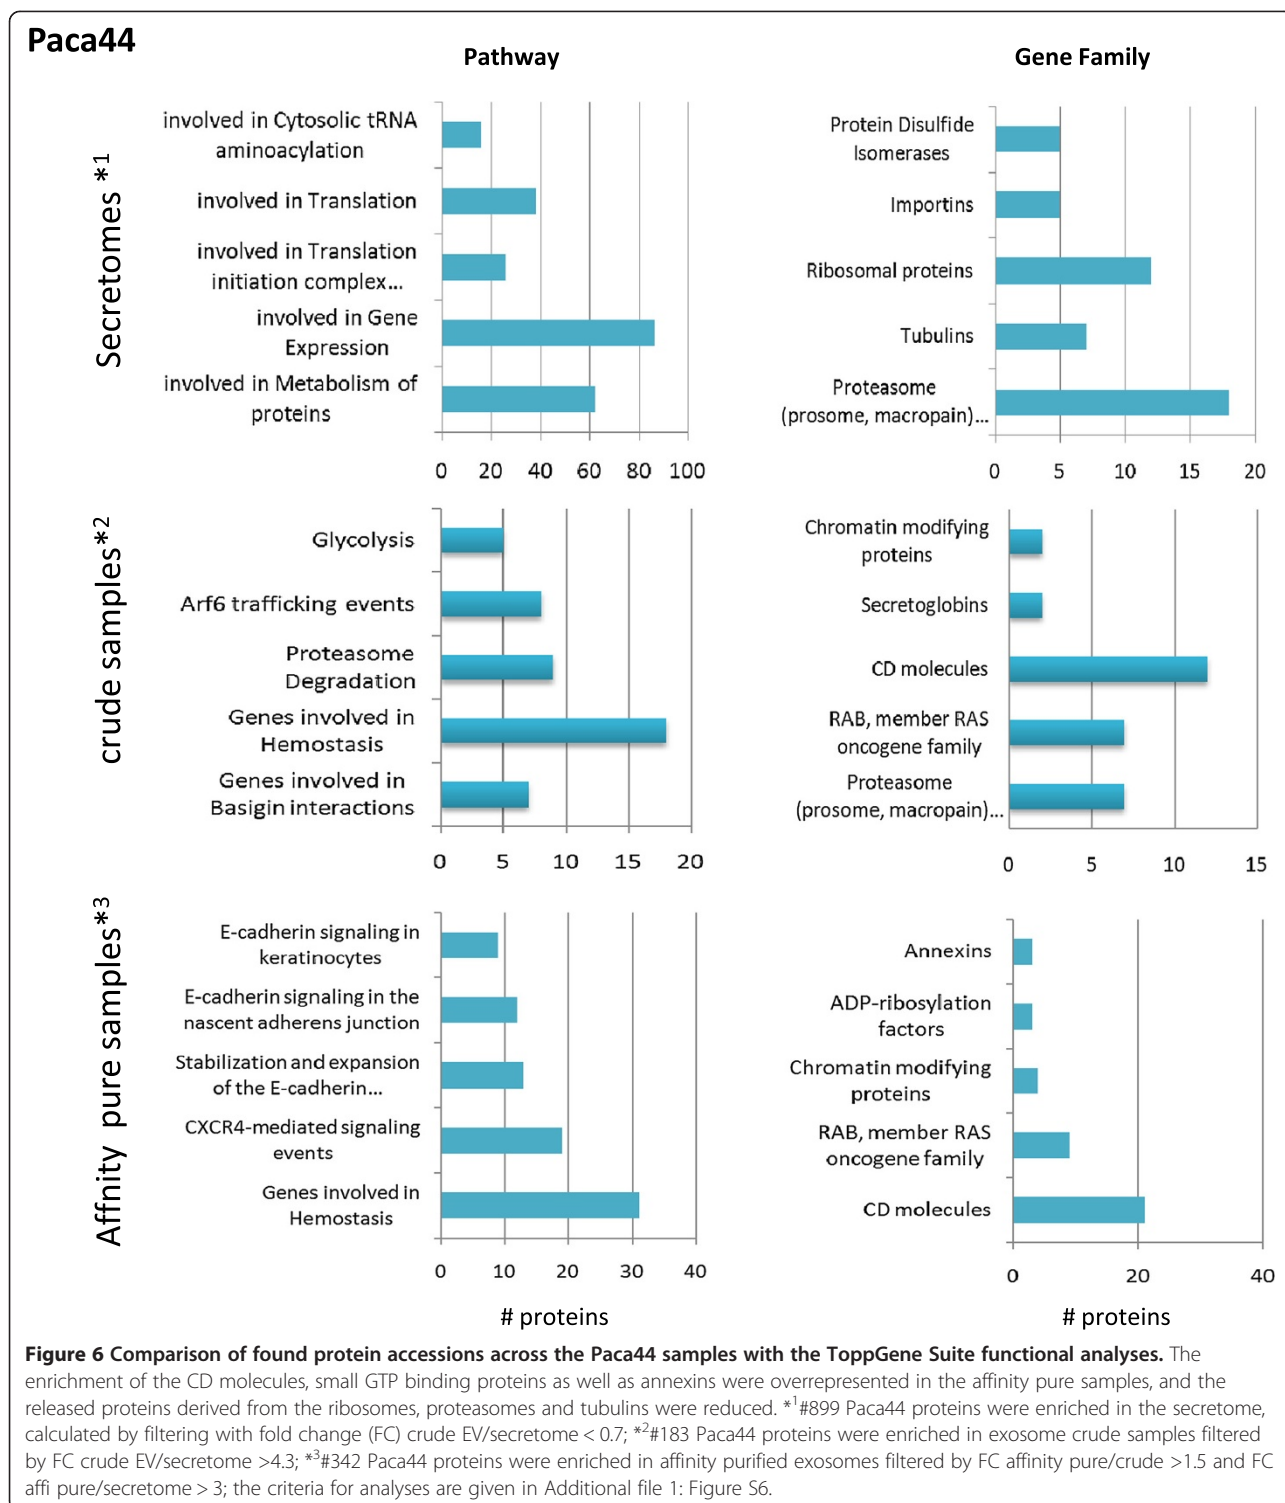 Paca44
Pathway
Gene Family
Secretomes *1
involved in Cytosolic tRNA
aminoacylation
involved in Translation
involved in Translation
initiation complex...
involved in Gene
Expression
involved in Metabolism of
proteins
0 20 40 60 80 100
Protein Disulfide
Isomerases
Importins
Ribosomal proteins
Tubulins
Proteasome
(prosome, macropain)...
0 5 10 15 20
crude samples*2
Glycolysis
Arf6 trafficking events
Proteasome
Degradation
Genes involved in
Hemostasis
Genes involved in
Basigin interactions
0 5 10 15 20
Chromatin modifying
proteins
Secretoglobins
CD molecules
RAB, member RAS
oncogene family
Proteasome
(prosome, macropain)...
0 5 10 15
Affnity pure samples*3
E-cadherin signaling in
keratinocytes
E-cadherin signaling in the
nascent adherens junction
Stabilization and expansion
of the E-cadherin...
CXCR4-mediated signaling
events
Genes involved in
Hemostasis
0 10 20 30 40
# proteins
Annexins
ADP-ribosylation
factors
Chromatin modifying
proteins
RAB, member RAS
oncogene family
CD molecules
0 20 40
# proteins
Figure 6 Comparison of found protein accessions across the Paca44 samples with the ToppGene Suite functional analyses. The
enrichment of the CD molecules, small GTP binding proteins as well as annexins were overrepresented in the affinity pure samples, and the
released proteins derived from the ribosomes, proteasomes and tubulins were reduced. *1#899 Paca44 proteins were enriched in the secretome,
calculated by filtering with fold change (FC) crude EV/secretome < 0.7; *2#183 Paca44 proteins were enriched in exosome crude samples filtered
by FC crude EV/secretome >4.3; *3#342 Paca44 proteins were enriched in affinity purified exosomes filtered by FC affinity pure/crude >1.5 and FC
affi pure/secretome > 3; the criteria for analyses are given in Additional file 1: Figure S6.